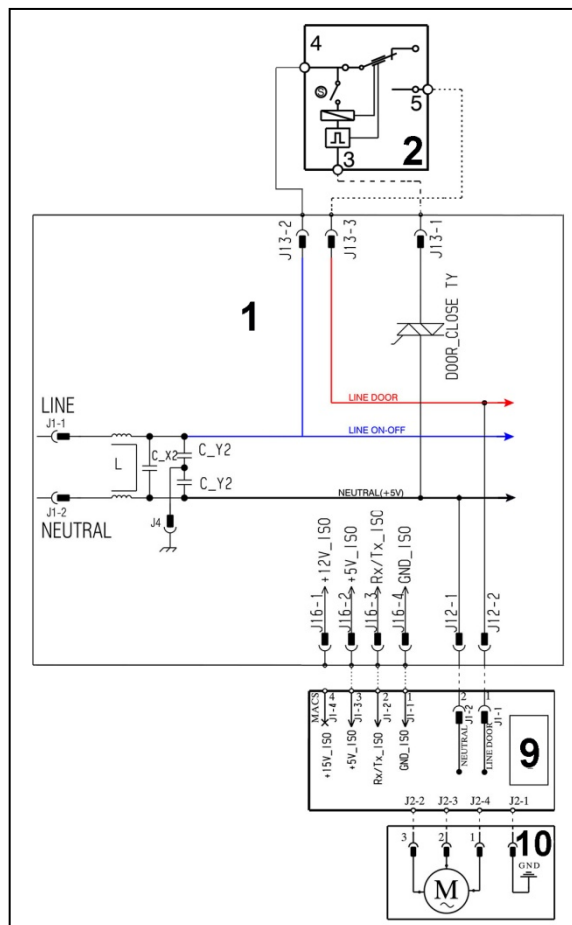 4
5
S
3
2
J13-2
J13-3
J13-1
1
DOOR_CLOSE TY
LINE DOOR
LINE
J1-1
LINE ON-OFF
C_X2
C_Y2
L
C_Y2
NEUTRAL(+5V)
J1-2
NEUTRAL
J4
+12V_ISO
+5V_ISO
Rx/Tx_ISO
GND_ISO
J16-1
J16-2
J16-3
J16-4
J12-1
J12-2
MACS
4
3
2
1
2
1
J1-4
J1-3
J1-2
J1-1
J1-2
J1-1
+15V_ISO
+5V_ISO
Rx/Tx_ISO
GND_ISO
NEUTRAL
LINE DOOR
9
J2-2
J2-3
J2-4
J2-1
3
2
1
10
GND
M